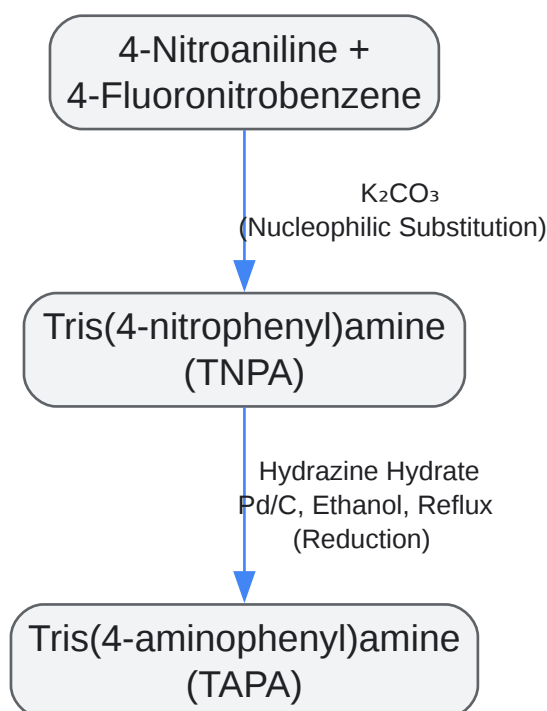 4-Nitroaniline +
4-Fluoronitrobenzene
K₂CO₃
(Nucleophilic Substitution)
Tris(4-nitrophenyl)amine
(TNPA)
Hydrazine Hydrate
Pd/C, Ethanol, Reflux
(Reduction)
Tris(4-aminophenyl)amine
(TAPA)